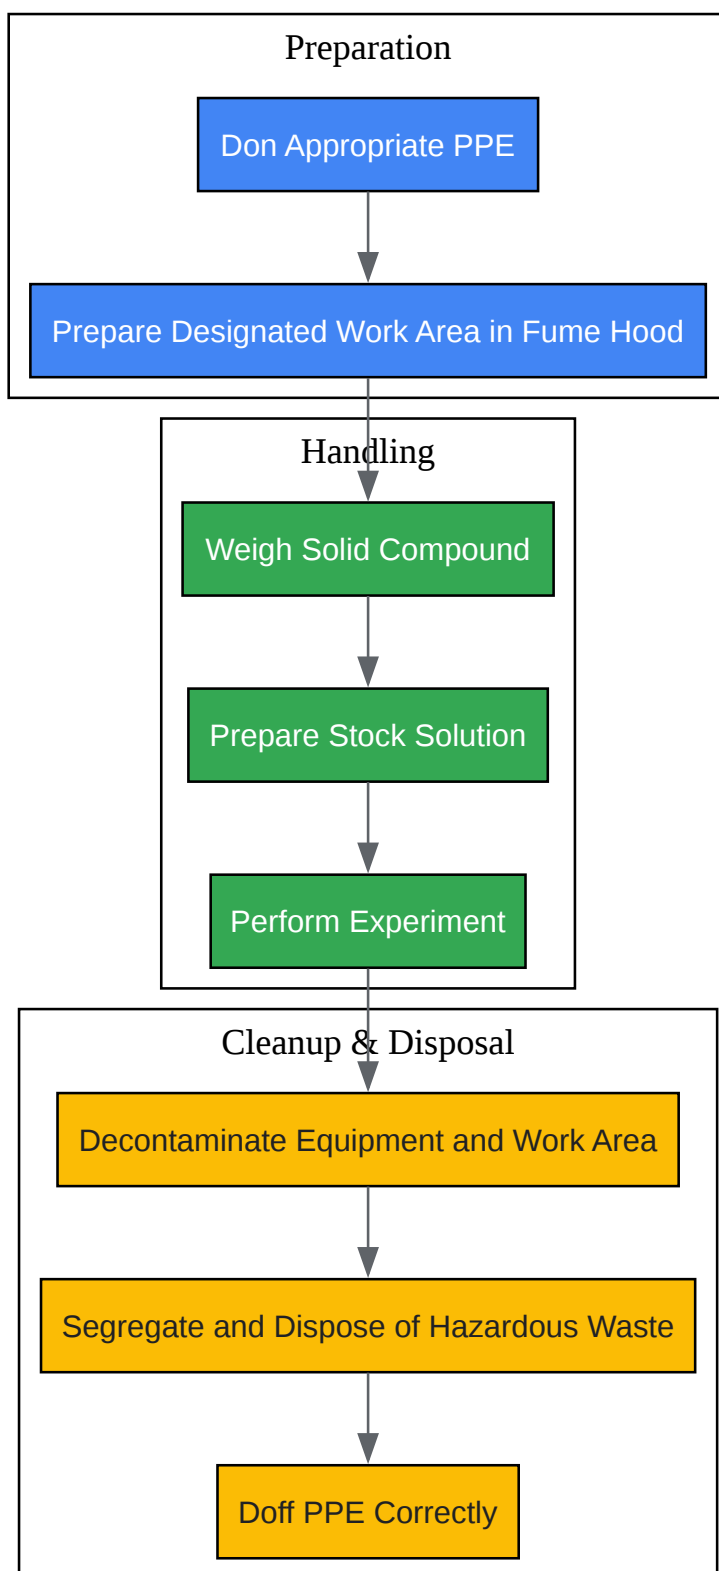 Preparation
Don Appropriate PPE
Prepare Designated Work Area in Fume Hood
Handling
Weigh Solid Compound
Prepare Stock Solution
Perform Experiment
Cleanup & Disposal
Decontaminate Equipment and Work Area
Segregate and Dispose of Hazardous Waste
Doff PPE Correctly